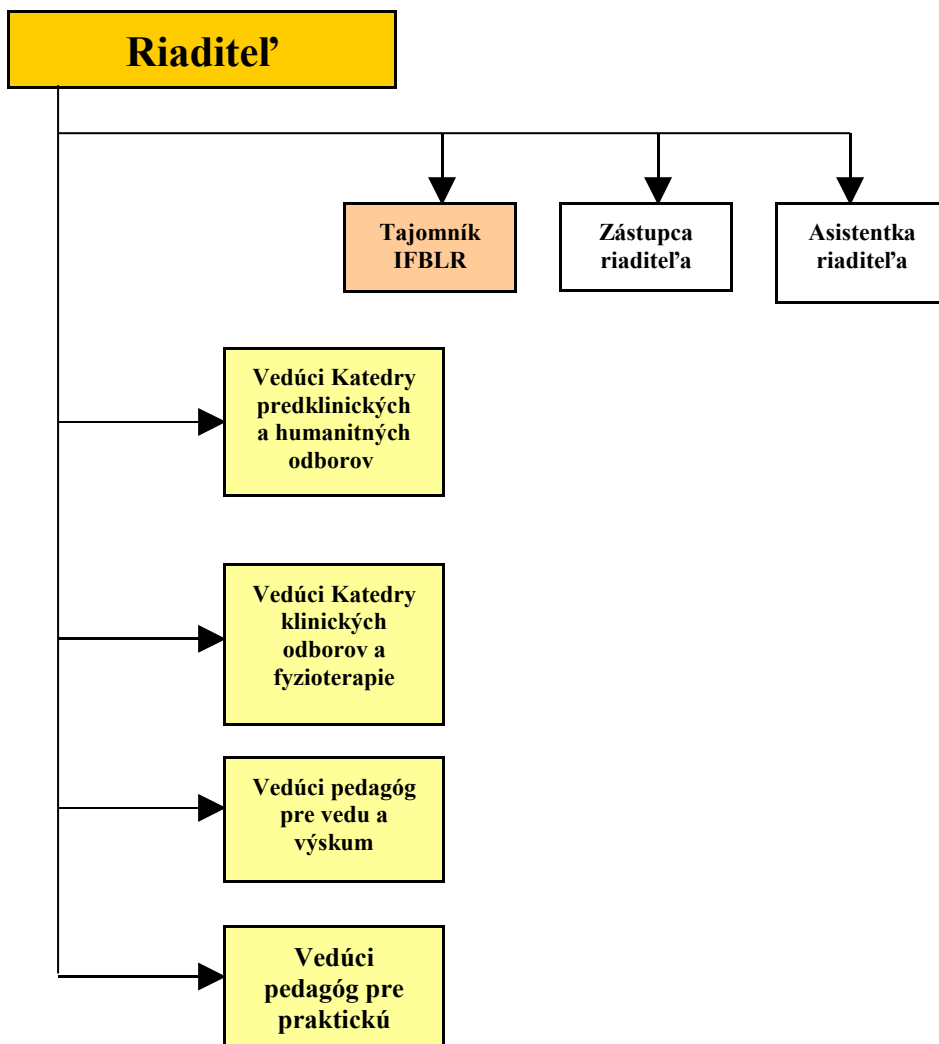 Riaditeľ
Tajomník
IFBLR
Zástupca
riaditeľa
Asistentka
riaditeľa
Vedúci Katedry
predklinických
a humanitných
odborov
Vedúci Katedry
klinických
odborov a
fyzioterapie
Vedúci pedagóg
pre vedu a
výskum
Vedúci
pedagóg pre
praktickú